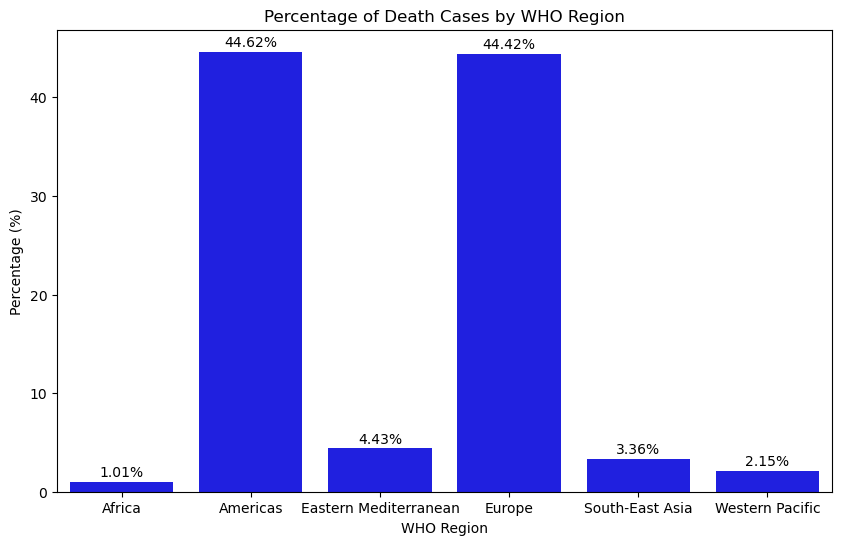 Percentage of Death Cases by WHO Region
44.62%
44.42%
4.43%
3.36%
2.15%
1.01%
40
30
20
10
0
Percentage (%)
Africa
Americas
Eastern Mediterranean
Europe
South-East Asia
Western Pacific
WHO Region